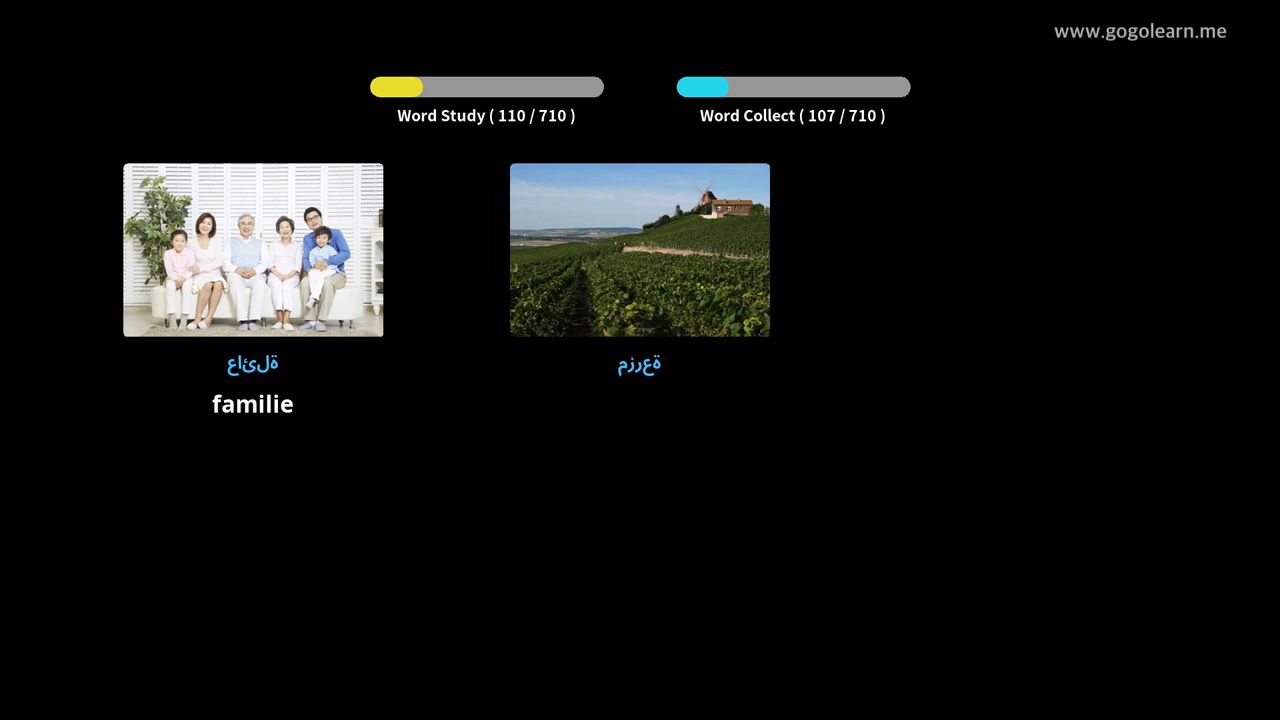 www.gogolearn.me
Word Study ( 110 / 710 )
Word Collect ( 107 / 710 )
عائلة
مزرعة
familie